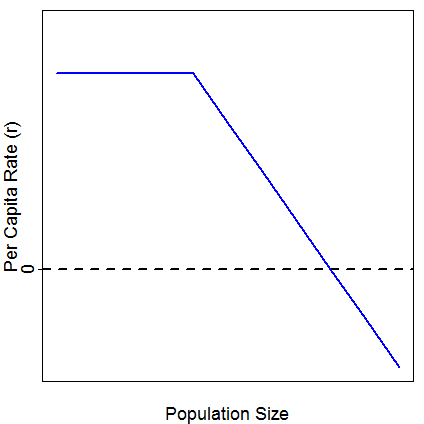 Per Capita Rate (r)
0
Population Size